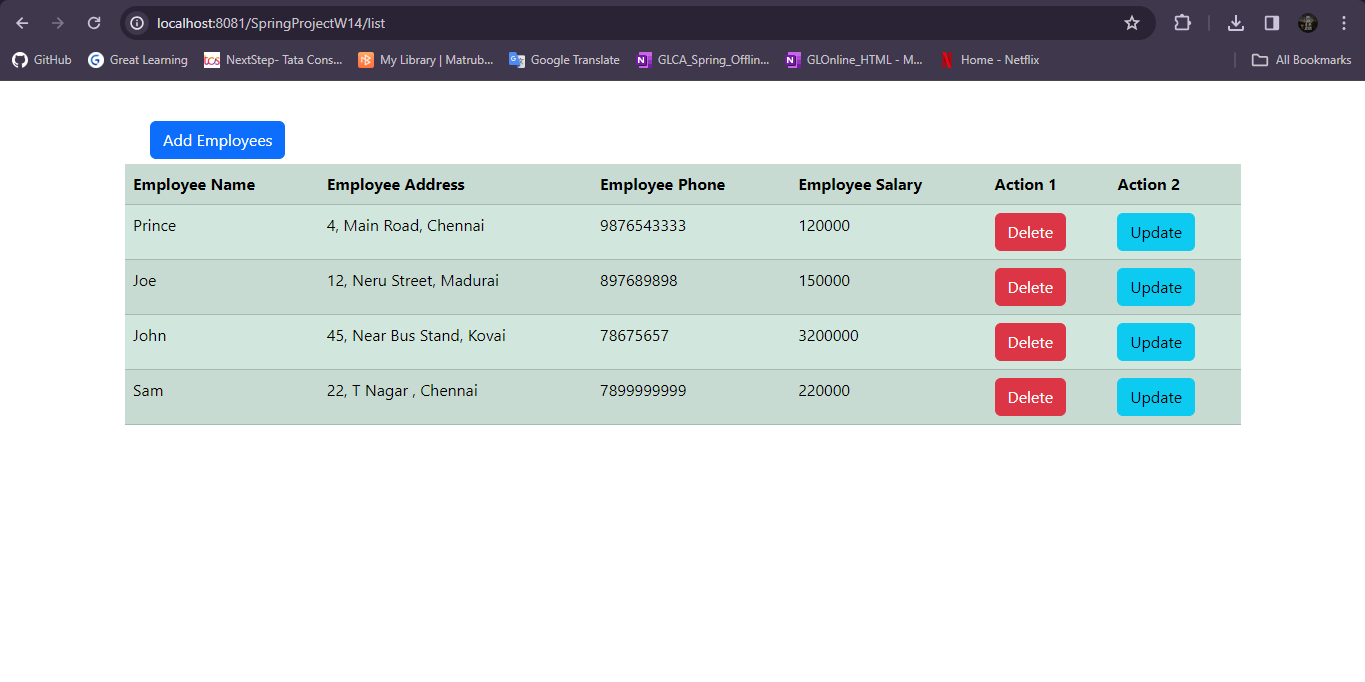 localhost:8081/SpringProjectW14/list
GitHub G Great Learning tcs NextStep- Tata Cons... My Library | Matrub... Google Translate N GLCA_Spring_Offlin... N GLOnline_HTML - M... N Home - Netflix All Bookmarks
Add Employees
Employee Name Employee Address Employee Phone Employee Salary Action 1 Action 2
Prince 4, Main Road, Chennai 9876543333 120000 Delete Update
Joe 12, Neru Street, Madurai 897689898 150000 Delete Update
John 45, Near Bus Stand, Kovai 78675657 3200000 Delete Update
Sam 22, T Nagar , Chennai 7899999999 220000 Delete Update